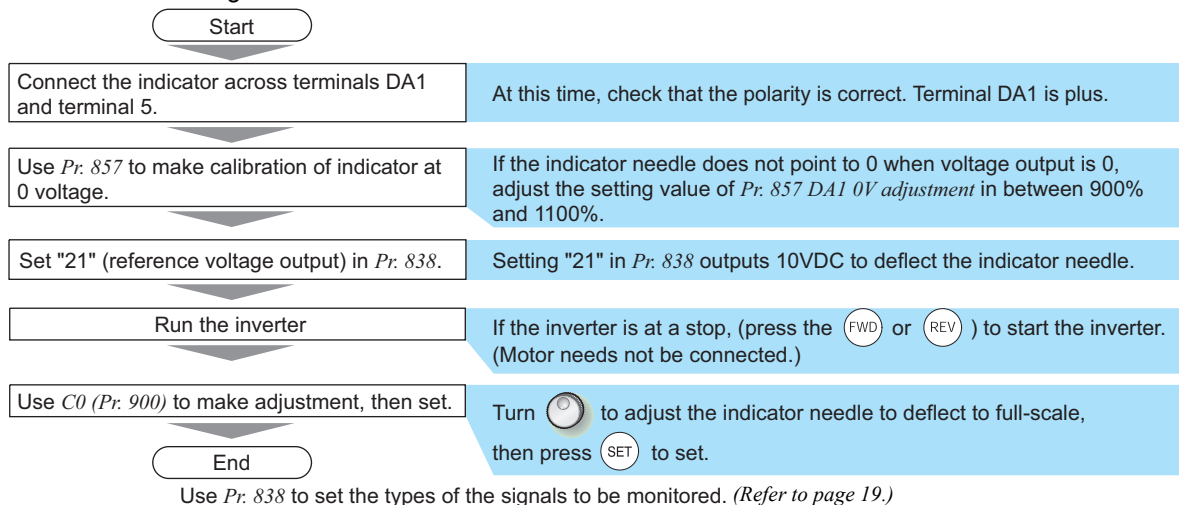 Start
Connect the indicator across terminals DA1
and terminal 5.
At this time, check that the polarity is correct. Terminal DA1 is plus.
Use Pr. 857 to make calibration of indicator at
0 voltage.
If the indicator needle does not point to 0 when voltage output is 0,
adjust the setting value of Pr. 857 DA1 0V adjustment in between 900%
and 1100%.
Set "21" (reference voltage output) in Pr. 838.
Setting "21" in Pr. 838 outputs 10VDC to deflect the indicator needle.
Run the inverter
If the inverter is at a stop, (press the FWD or REV ) to start the inverter.
(Motor needs not be connected.)
Use C0 (Pr. 900) to make adjustment, then set.
Turn to adjust the indicator needle to deflect to full-scale,
then press SET to set.
End
Use Pr. 838 to set the types of the signals to be monitored. (Refer to page 19.)